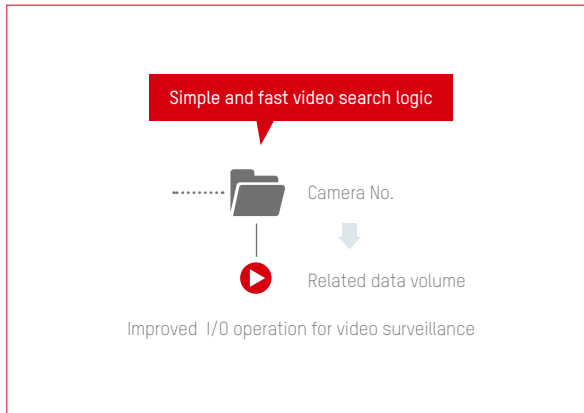 Simple and fast video search logic
Camera No.
Related data volume
Improved I/O operation for video surveillance